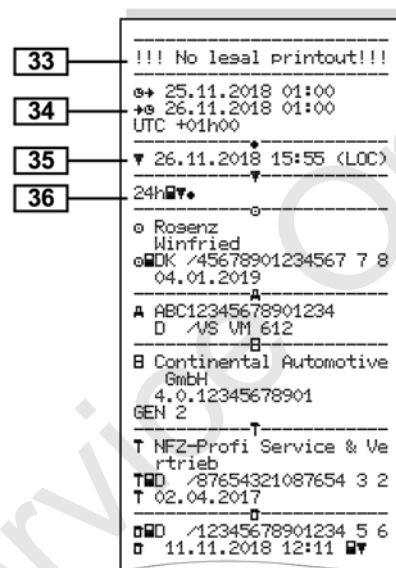 33
!!! No legal printout!!!
34
25.11.2018 01:00
26.11.2018 01:00
UTC +01h00
35
▼ 26.11.2018 15:55 (LOC)
36
24h▼
Rosenz
Winfried
DK /45678901234567 7 8
04.01.2019
A ABC12345678901234
D /VS VM 612
B Continental Automotive
GmbH
4.0.12345678901
GEN 2
T NFZ-Profi Service & Ve
rtrieb
T D /87654321087654 3 2
T 02.04.2017
D /12345678901234 5 6
11.11.2018 12:11 ▼